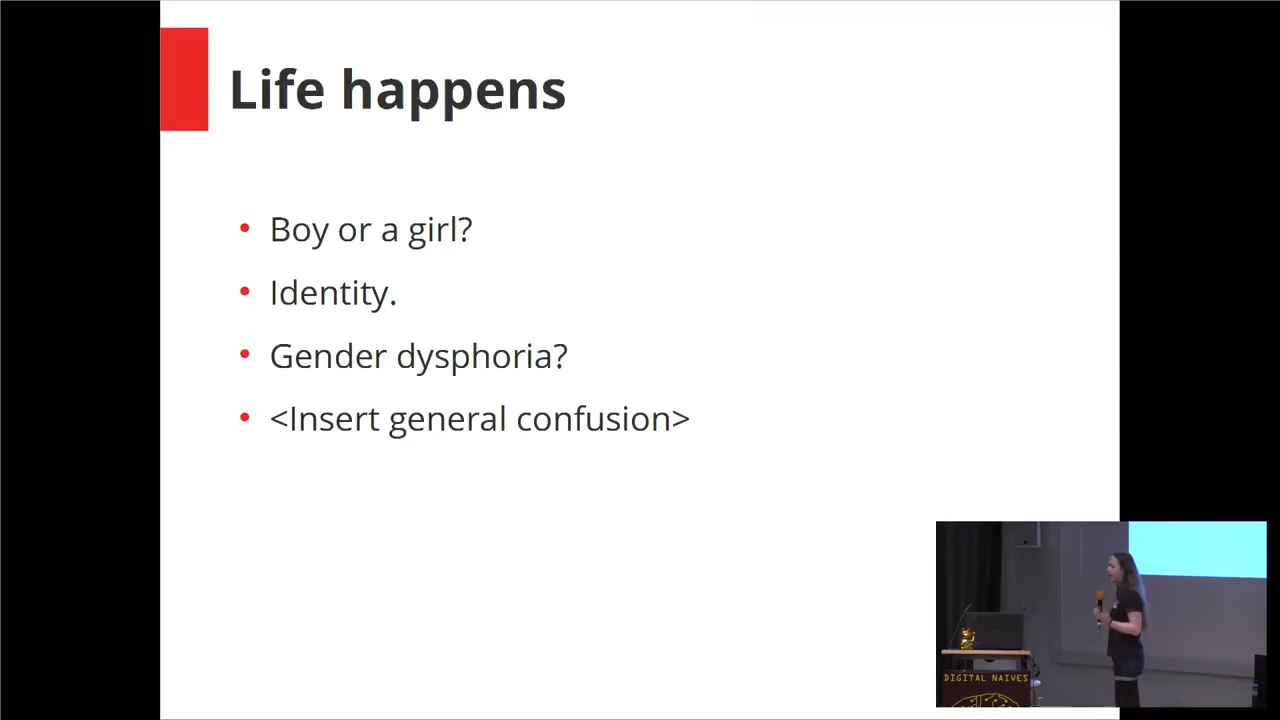 Life happens
Boy or a girl?
Identity.
Gender dysphoria?
<Insert general confusion>
DIGITAL NAIVES